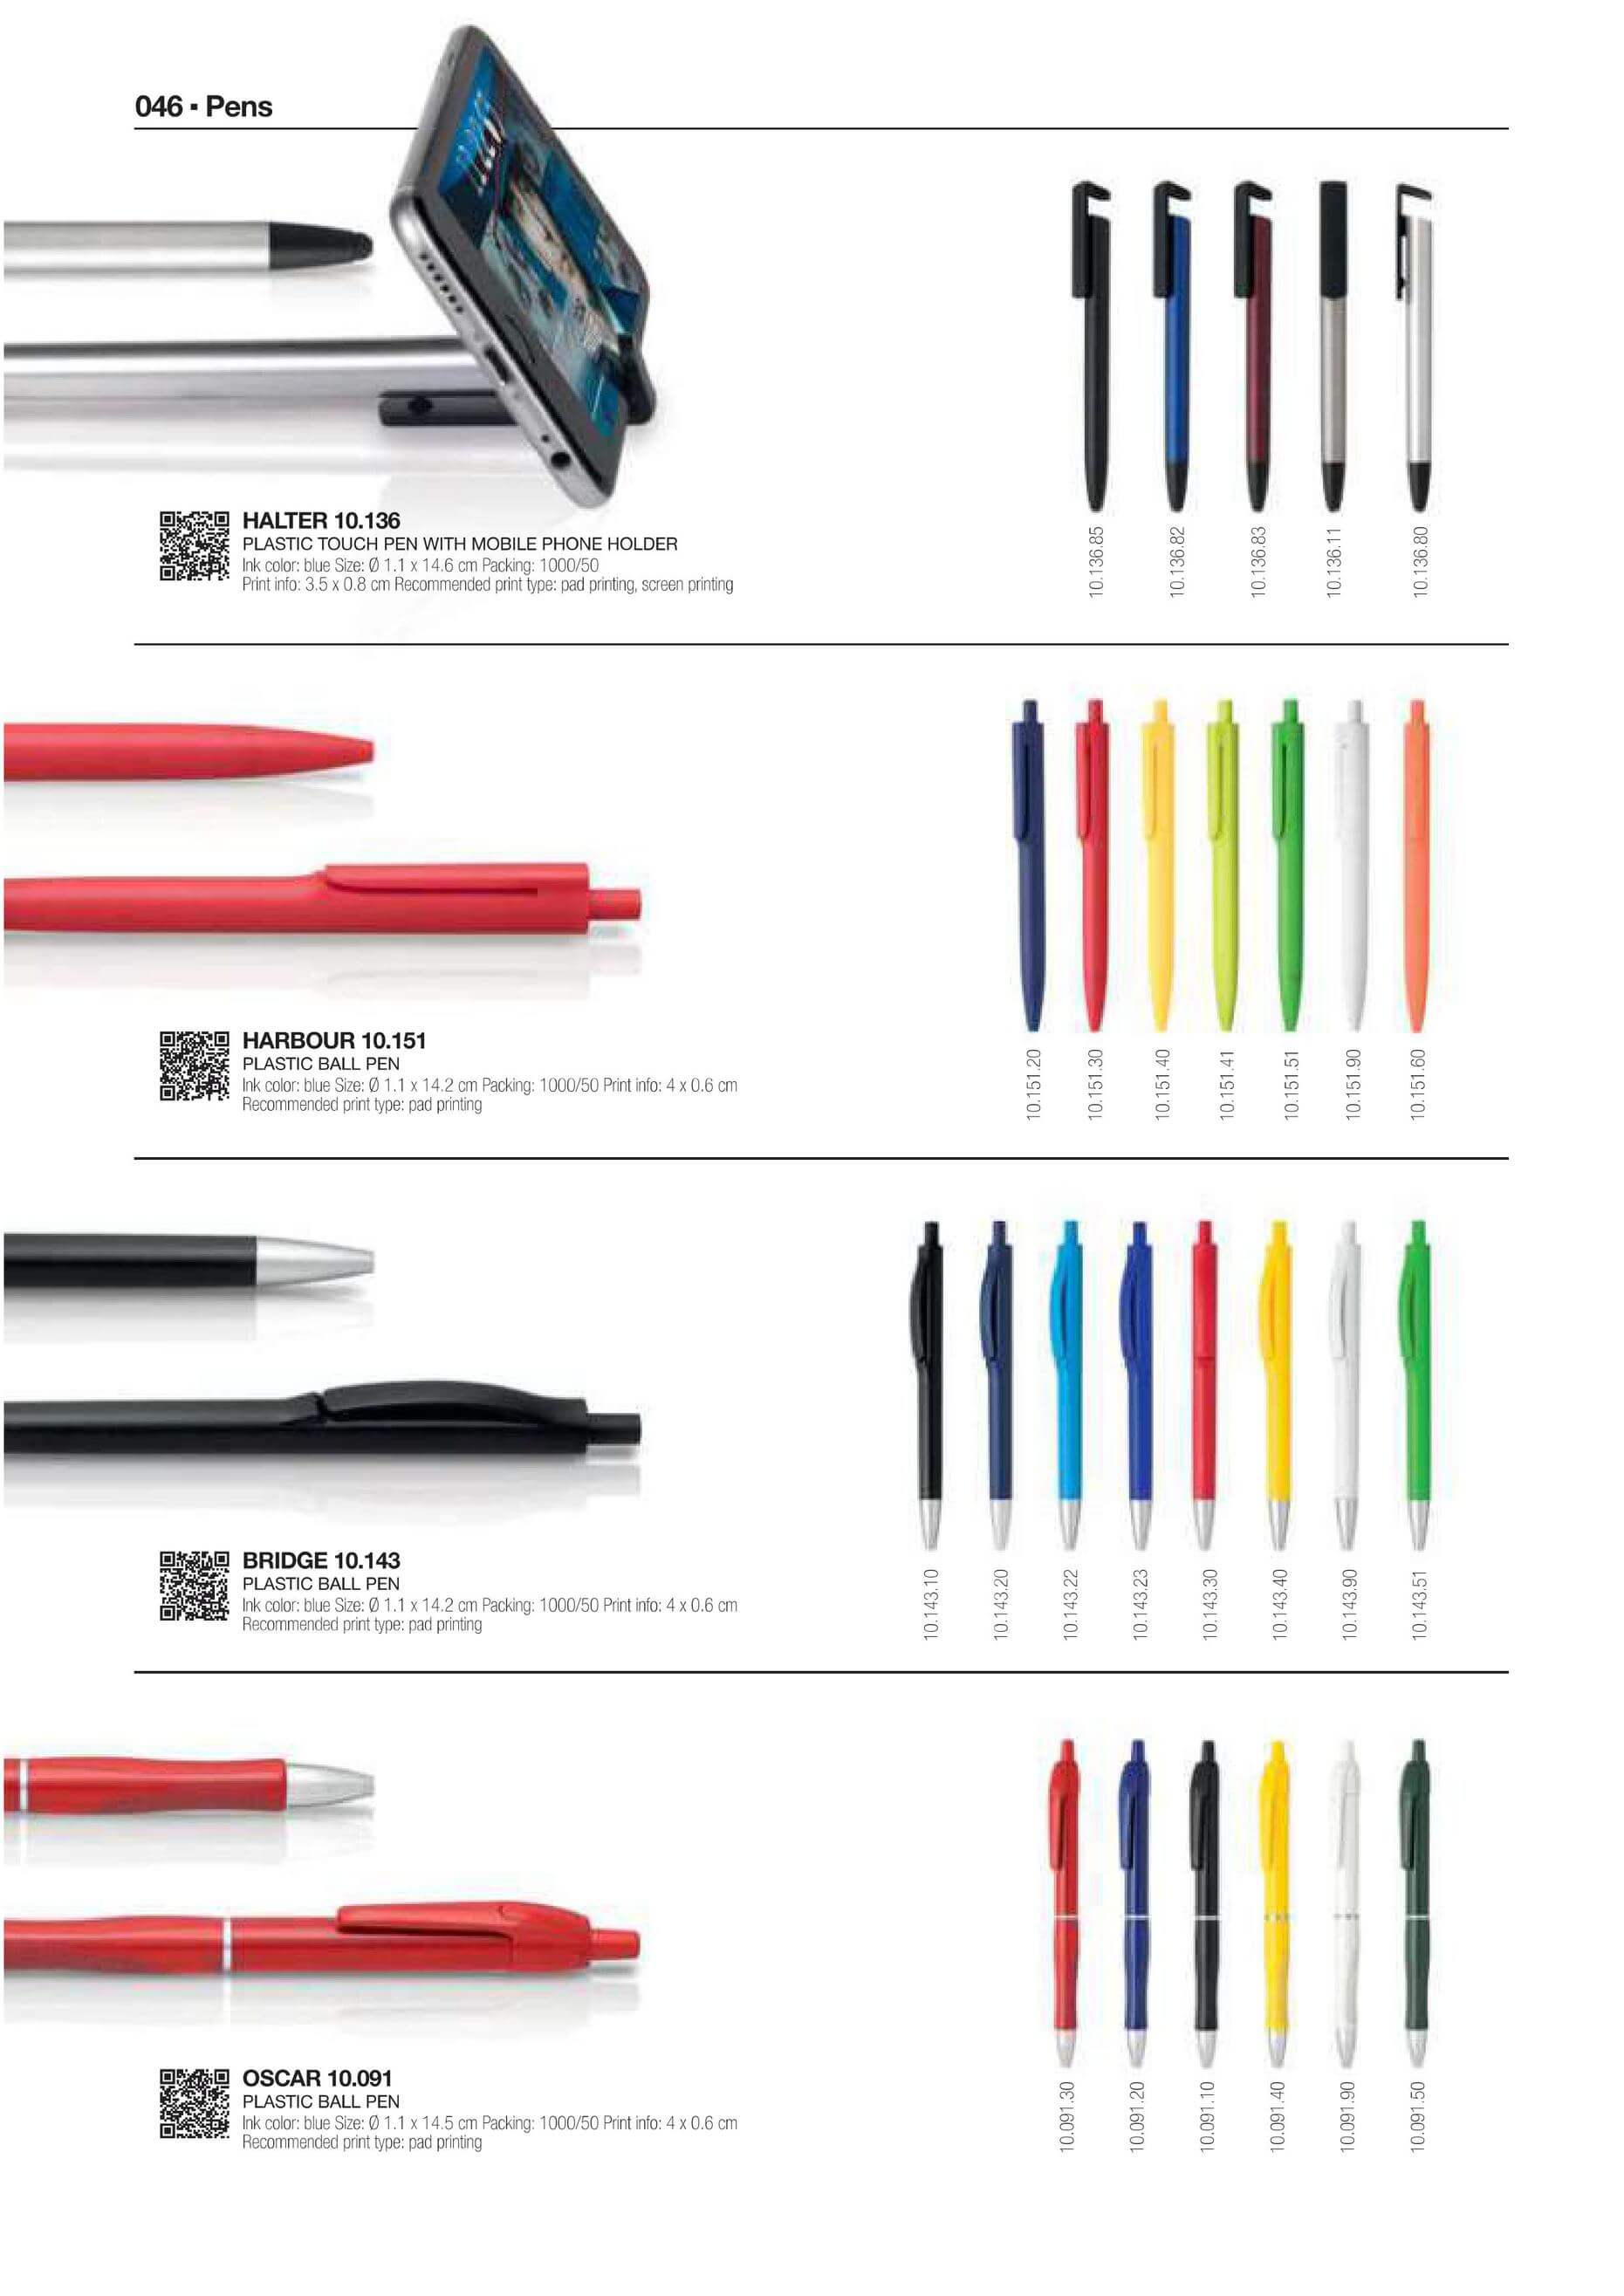 046 ▪ Pens
HALTER 10.136
PLASTIC TOUCH PEN WITH MOBILE PHONE HOLDER
Ink color: blue Size: Ø 1.1 x 14.6 cm Packing: 1000/50
Print info: 3.5 x 0.8 cm Recommended print type: pad printing, screen printing
10.136.85
10.136.82
10.136.83
10.136.11
10.136.80
HARBOUR 10.151
PLASTIC BALL PEN
Ink color: blue Size: Ø 1.1 x 14.2 cm Packing: 1000/50 Print info: 4 x 0.6 cm
Recommended print type: pad printing
10.151.20
10.151.30
10.151.40
10.151.41
10.151.51
10.151.90
10.151.60
BRIDGE 10.143
PLASTIC BALL PEN
Ink color: blue Size: Ø 1.1 x 14.2 cm Packing: 1000/50 Print info: 4 x 0.6 cm
Recommended print type: pad printing
10.143.10
10.143.20
10.143.22
10.143.23
10.143.30
10.143.40
10.143.90
10.143.51
OSCAR 10.091
PLASTIC BALL PEN
Ink color: blue Size: Ø 1.1 x 14.5 cm Packing: 1000/50 Print info: 4 x 0.6 cm
Recommended print type: pad printing
10.091.30
10.091.20
10.091.10
10.091.40
10.091.90
10.091.50